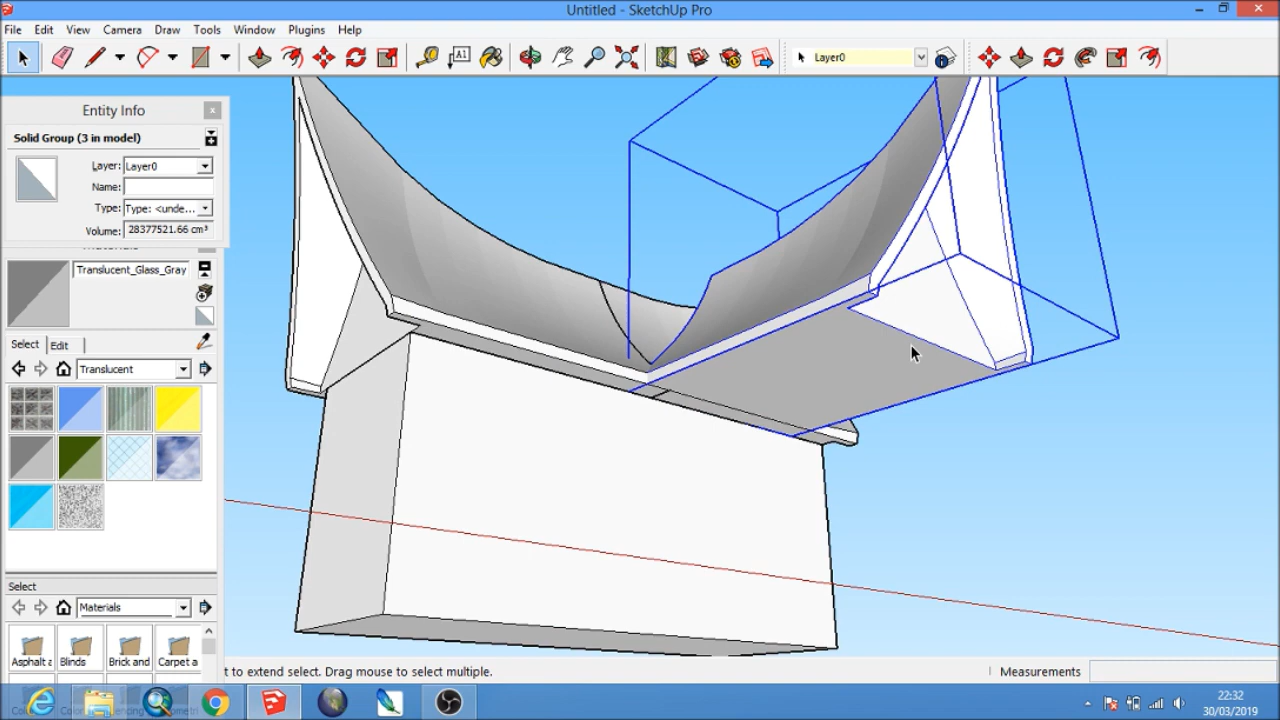 Untitled - SketchUp Pro
File Edit View Camera Draw Tools Window Plugins Help
A1
Layer0
Entity Info
Solid Group (3 in model)
Layer: Layer0
Name:
Type: Type: <unde...
Volume: 28377521.66 cm³
Translucent_Glass_Gray
Select Edit
Translucent
Select
Materials
Asphalt a Blinds Brick and Carpet a
t to extend select. Drag mouse to select multiple.
Measurements
22:32
30/03/2019